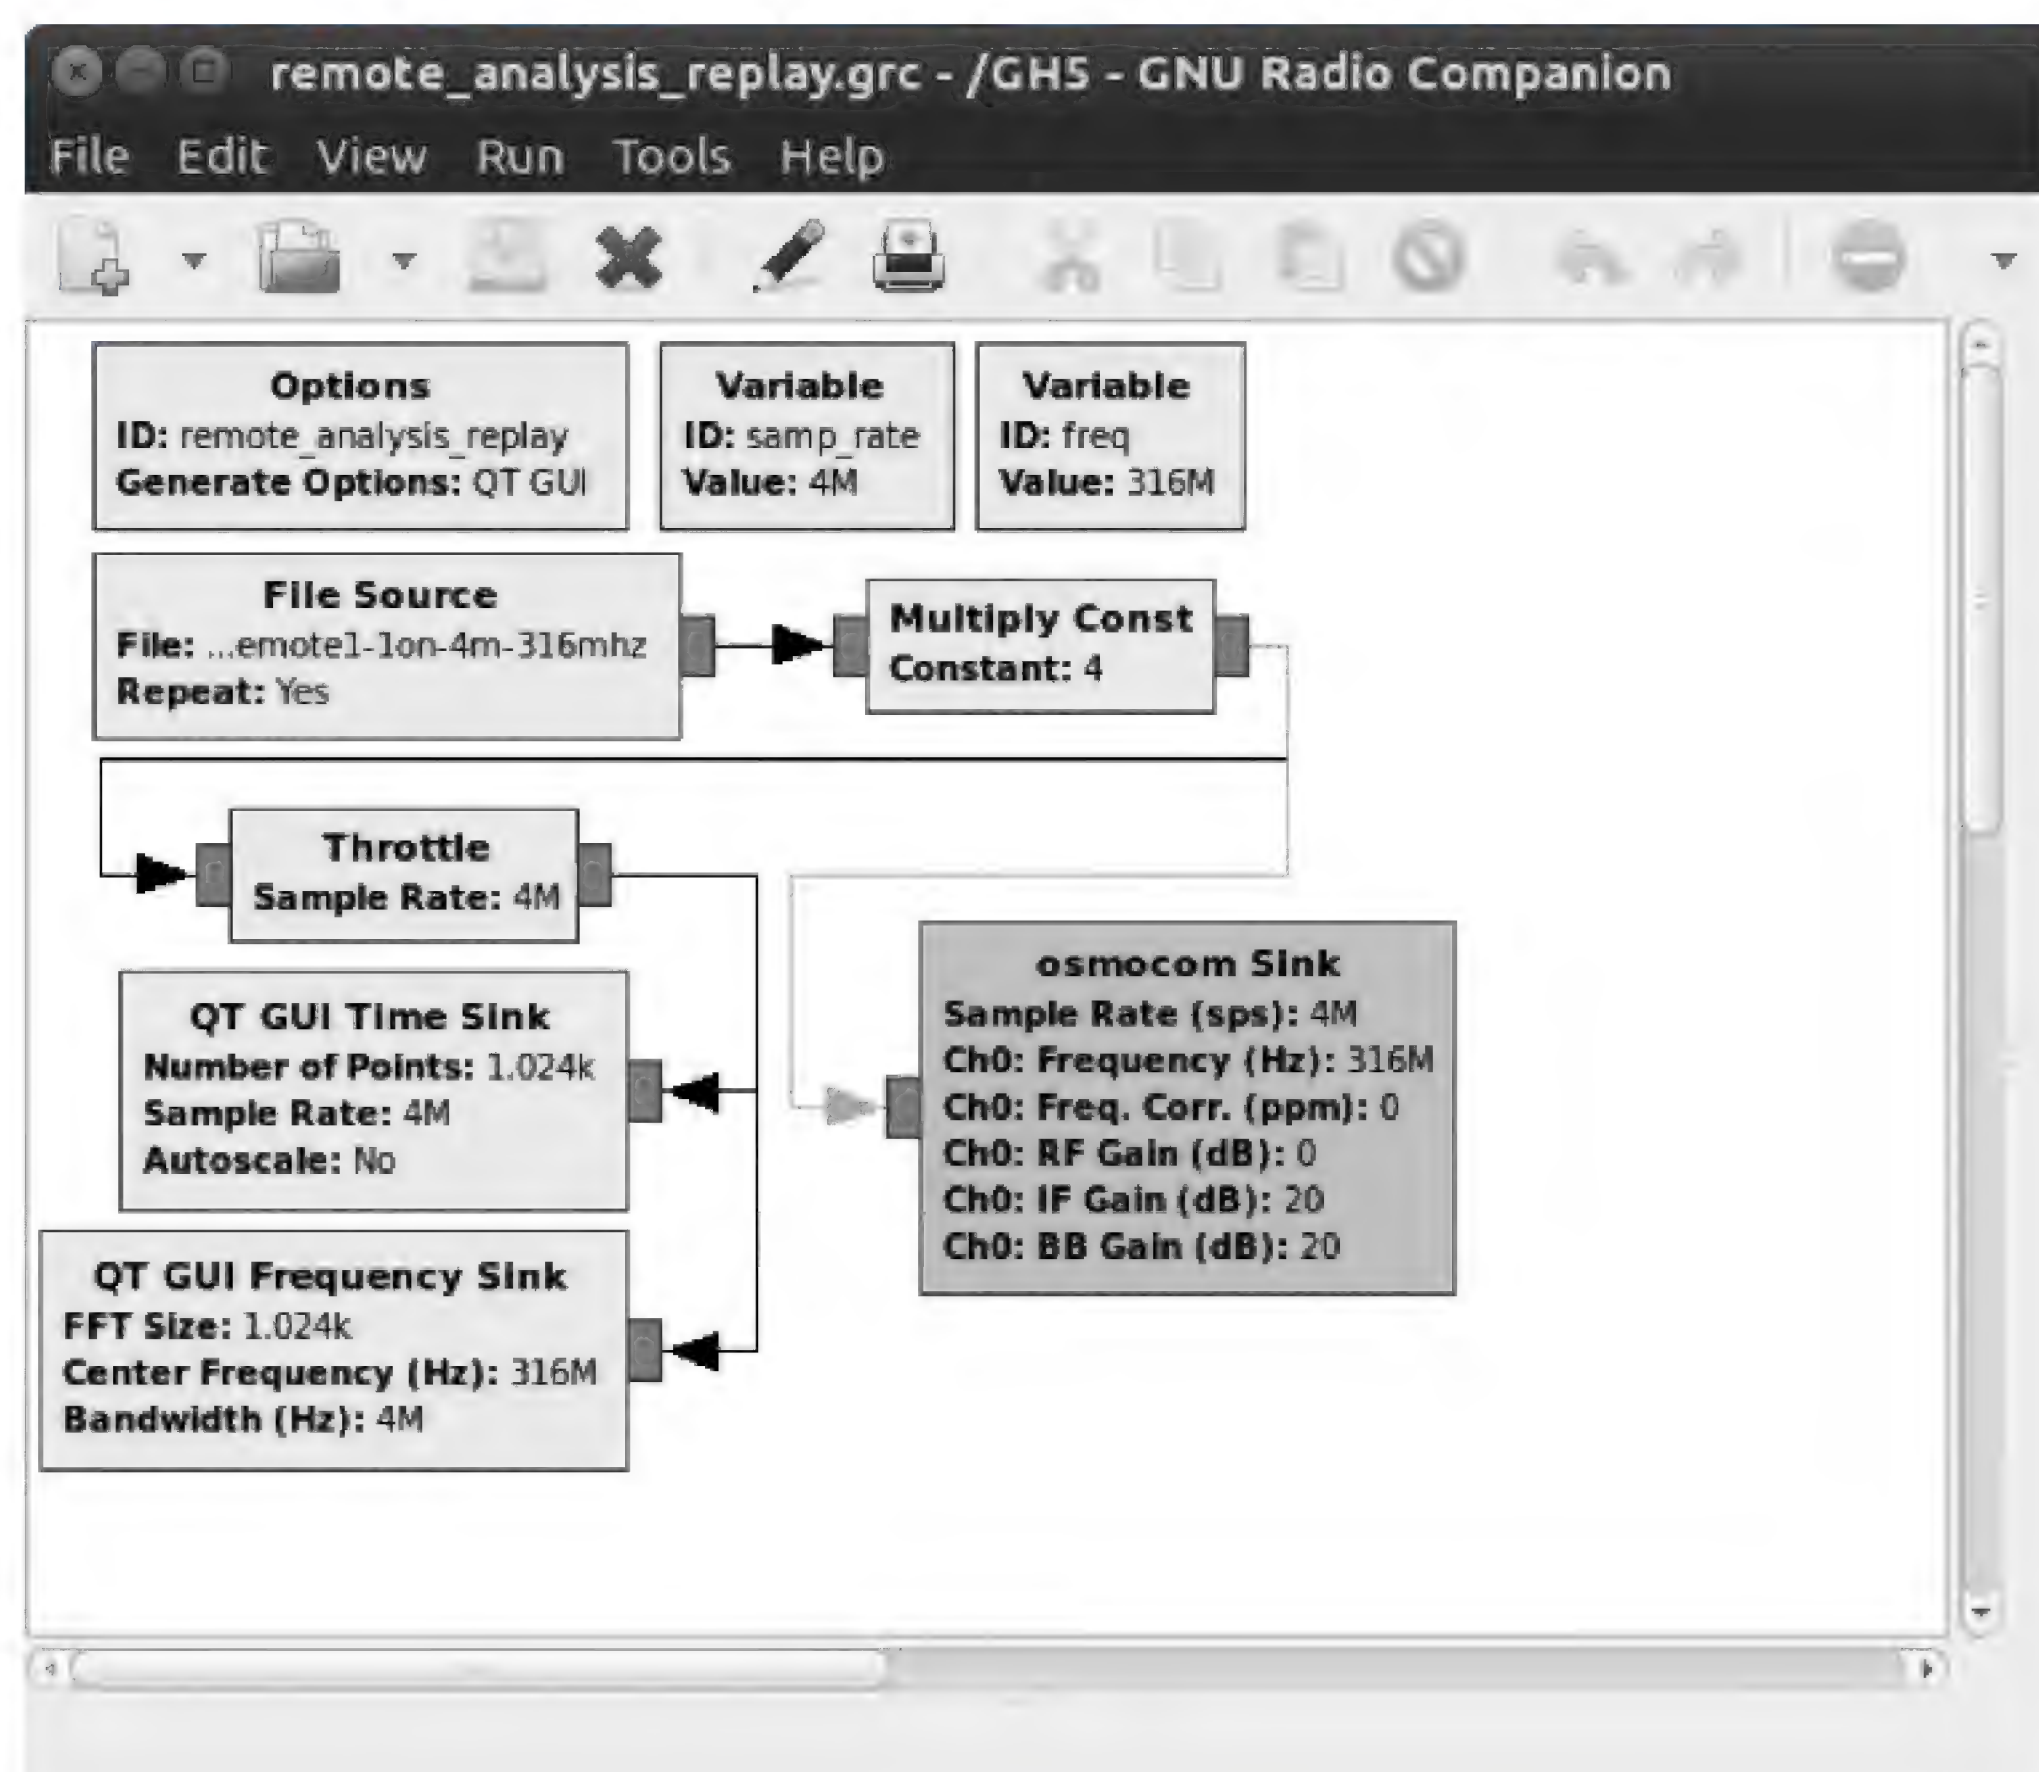 remote_analysis_replay.grc - /GH5 - GNU Radio Companion
File Edit View Run Tools Help
Options
ID: remote_analysis_replay
Generate Options: QT GUI
Variable
ID: samp_rate
Value: 4M
Variable
ID: freq
Value: 316M
File Source
File: ...emote1-1on-4m-316mhz
Repeat: Yes
Multiply Const
Constant: 4
Throttle
Sample Rate: 4M
QT GUI Time Sink
Number of Points: 1.024k
Sample Rate: 4M
Autoscale: No
osmocom Sink
Sample Rate (sps): 4M
Ch0: Frequency (Hz): 316M
Ch0: Freq. Corr. (ppm): 0
Ch0: RF Gain (dB): 0
Ch0: IF Gain (dB): 20
Ch0: BB Gain (dB): 20
QT GUI Frequency Sink
FFT Size: 1.024k
Center Frequency (Hz): 316M
Bandwidth (Hz): 4M